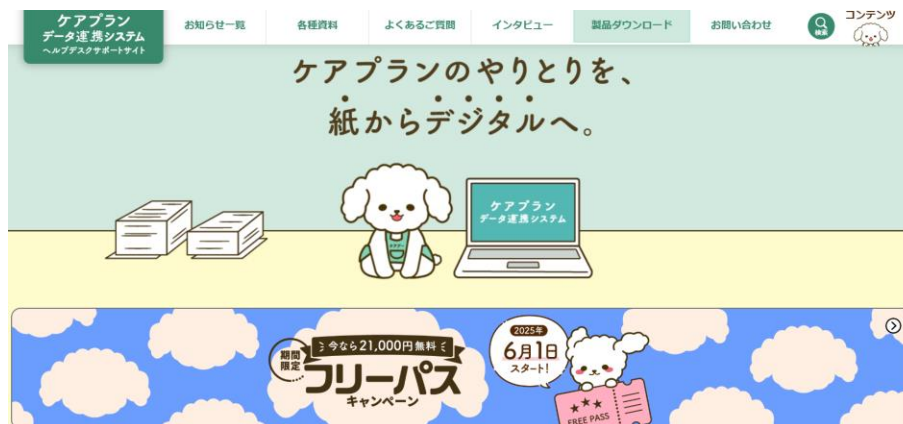 ケアプラン
データ連携システム
ヘルプデスクサポートサイト
お知らせ一覧
各種資料
よくあるご質問
インタビュー
製品ダウンロード
お問い合わせ
検索
コンテンツ
ケアプランのやりとりを、
紙からデジタルへ。
ケアプラン
データ連携システム
期間
限定
今なら21,000円無料
フリーパス
キャンペーン
2025年
6月1日
スタート!
FREE PASS